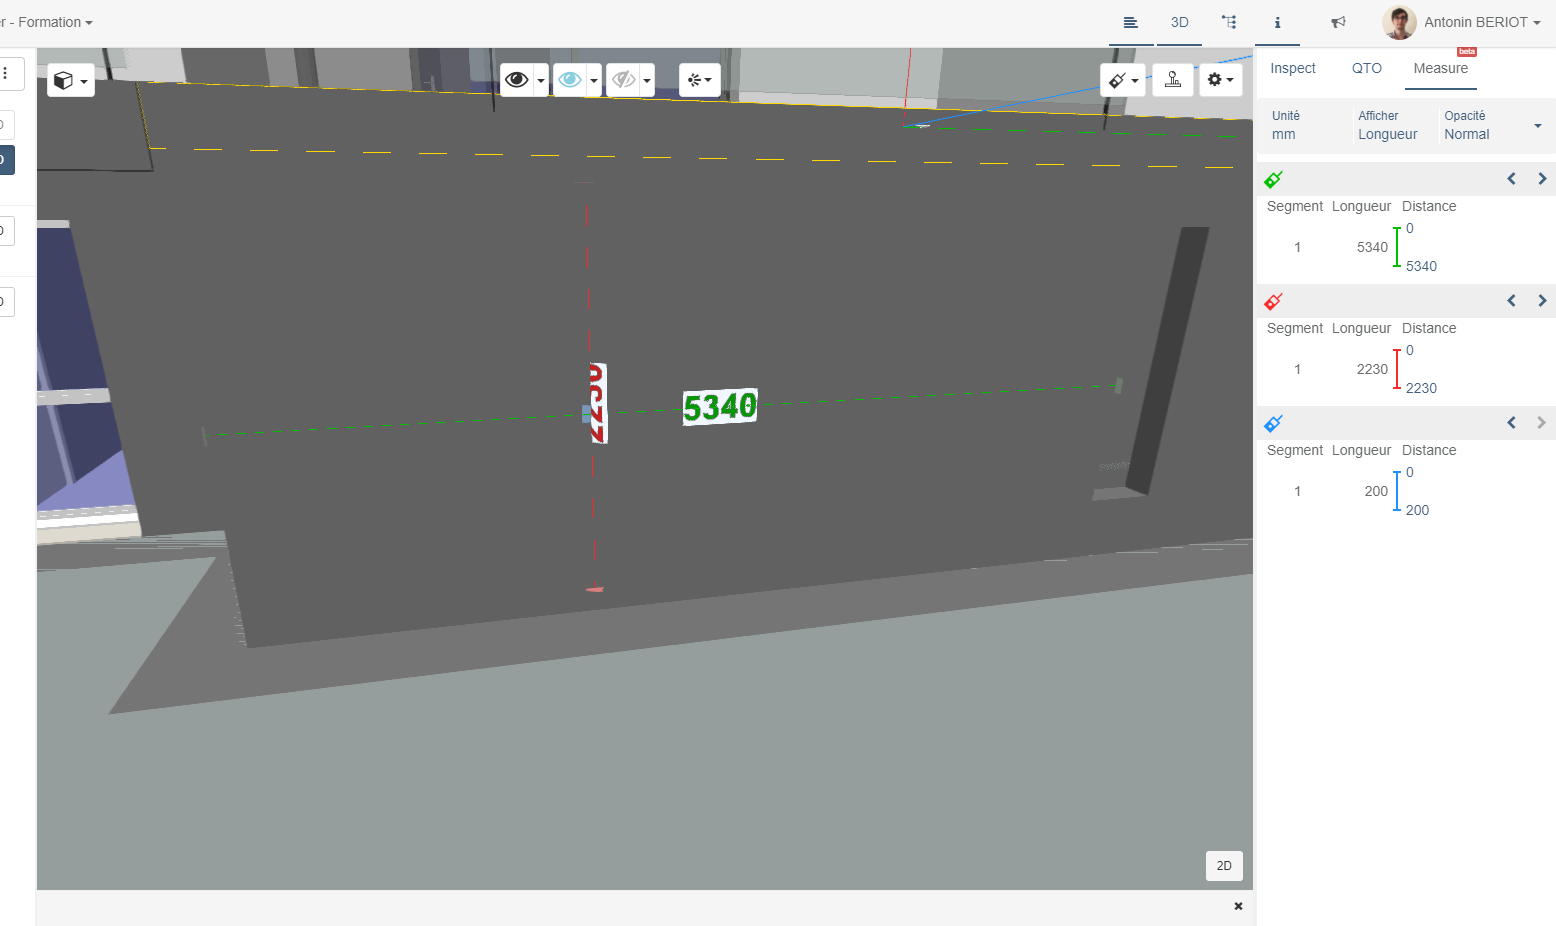 r - Formation
3D
Antonin BERIOT
beta
Inspect QTO Measure
Unité Afficher Opacité
mm Longueur Normal
Segment Longueur Distance
0
1 5340
5340
Segment Longueur Distance
0
1 2230
2230
Segment Longueur Distance
0
1 200
200
2230
5340
2D